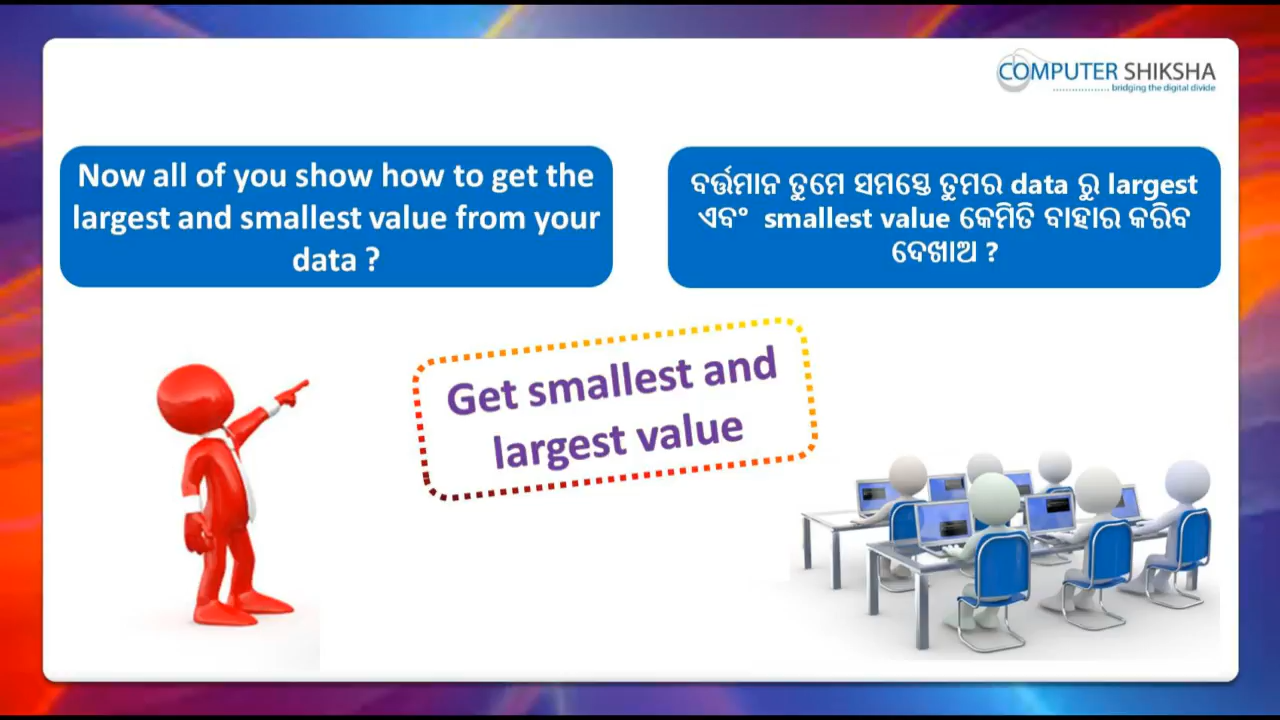 COMPUTER SHIKSHA
bridging the digital divide
Now all of you show how to get the
largest and smallest value from your
data ?
ବର୍ତ୍ତମାନ ତୁମେ ସମସ୍ତେ ତୁମର data ରୁ largest
ଏବଂ smallest value କେମିତି ବାହାର କରିବ
ଦେଖାଅ ?
Get smallest and
largest value